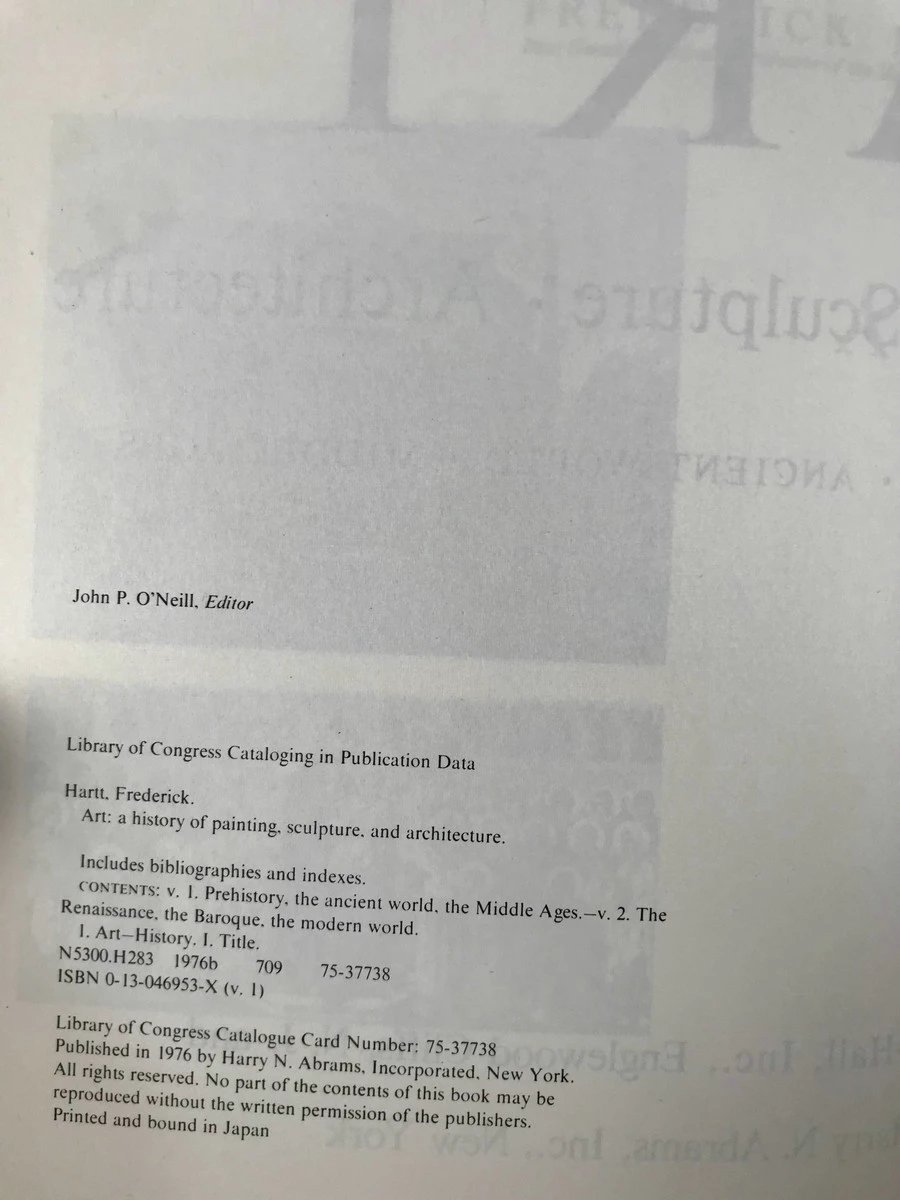 John P. O'Neill, Editor
Library of Congress Cataloging in Publication Data
Hartt, Frederick.
Art: a history of painting, sculpture, and architecture.
Includes bibliographies and indexes.
CONTENTS: v. 1. Prehistory, the ancient world, the Middle Ages.—v. 2. The
Renaissance, the Baroque, the modern world.
1. Art—History. I. Title.
N5300.H283 1976b 709 75-37738
ISBN 0-13-046953-X (v. 1)
Library of Congress Catalogue Card Number: 75-37738
Published in 1976 by Harry N. Abrams, Incorporated, New York.
All rights reserved. No part of the contents of this book may be
reproduced without the written permission of the publishers.
Printed and bound in Japan